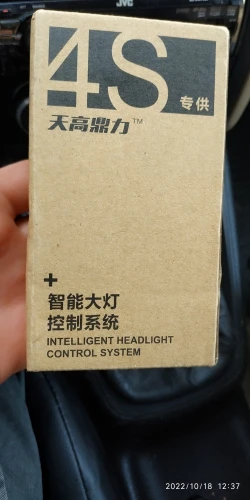 JVC
4S 专供
天高鼎力™
+
智能大灯
控制系统
INTELLIGENT HEADLIGHT
CONTROL SYSTEM
2022/10/18 12:37